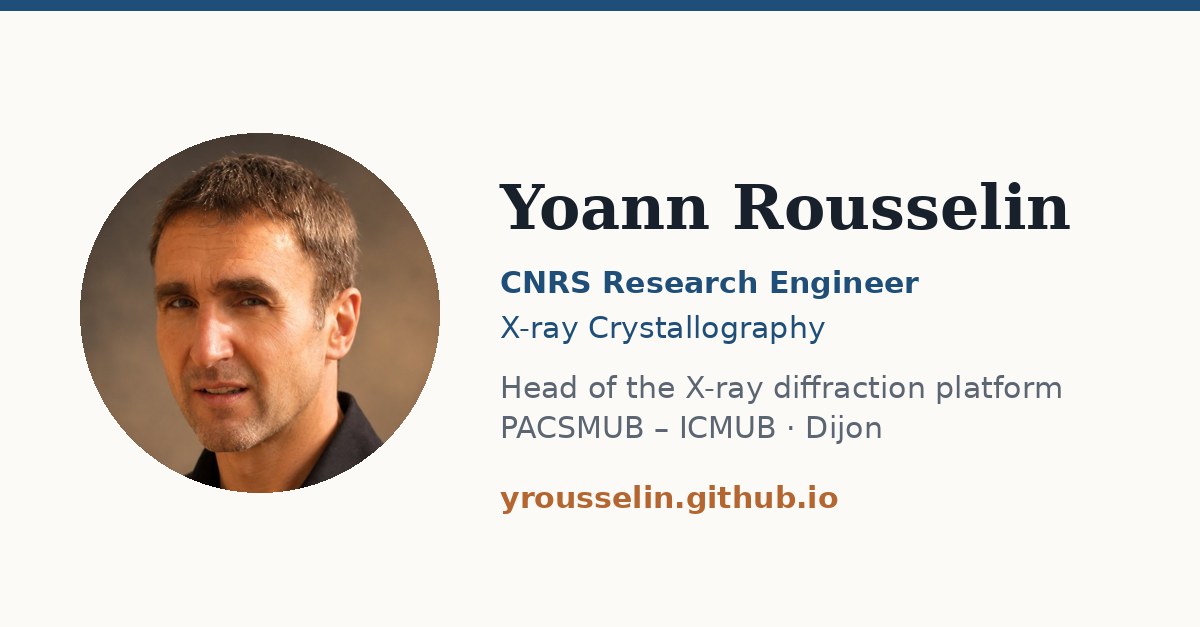 Yoann Rousselin
CNRS Research Engineer
X-ray Crystallography
Head of the X-ray diffraction platform
PACSMUB – ICMUB · Dijon
yrousselin.github.io